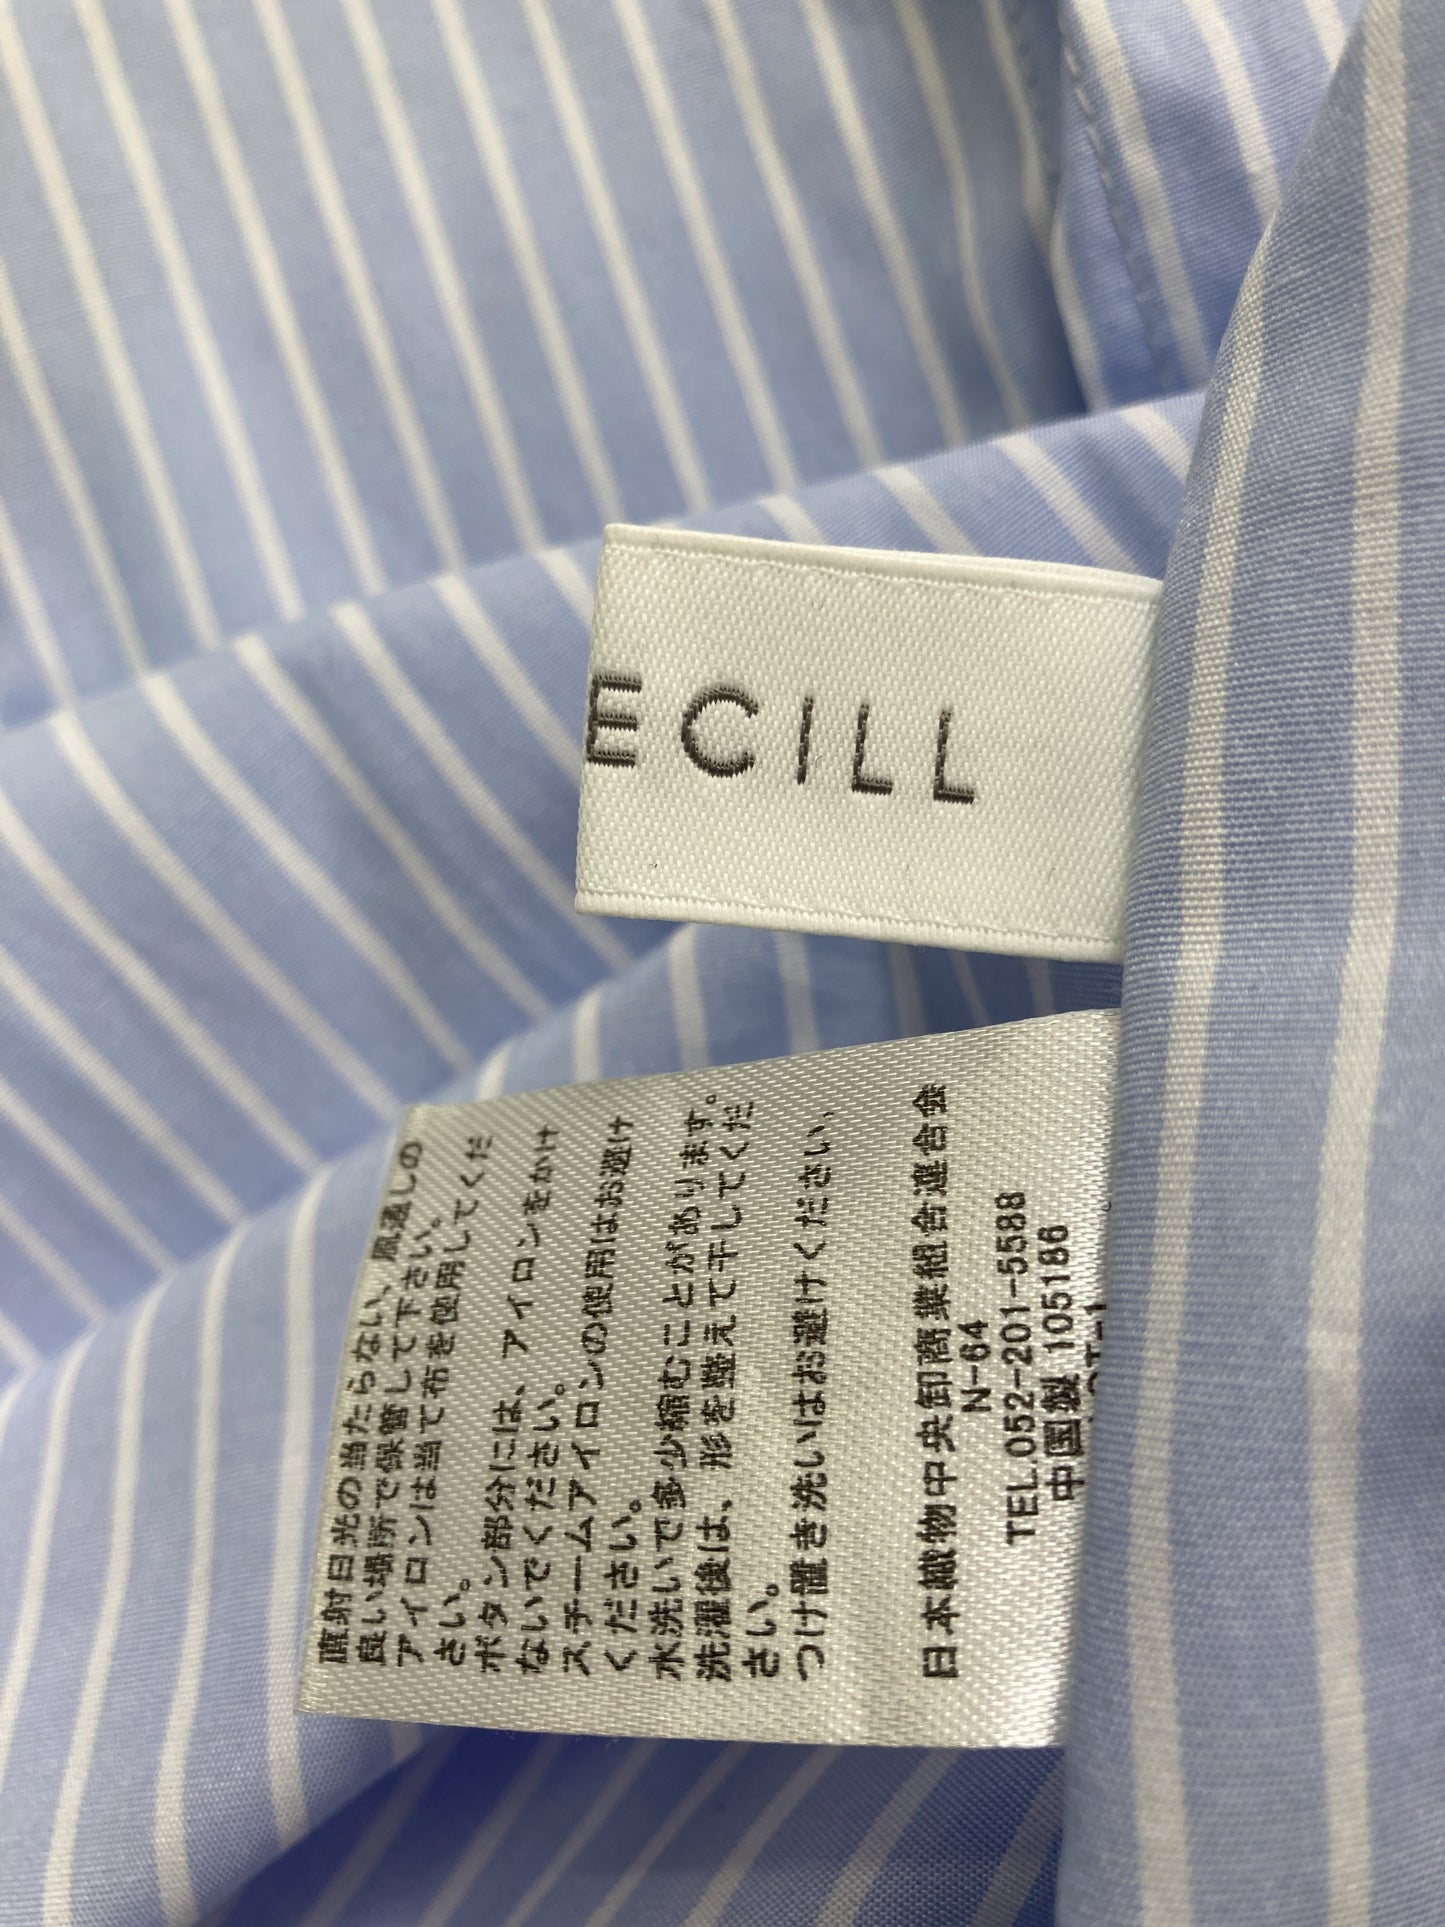 ECILL
直射日光の当たらない、風通しの
良い場所で保管して下さい。
アイロンは当て布を使用してくだ
さい。
ボタン部分には、アイロンをかけ
ないでください。
スチームアイロンの使用はお避け
ください。
水洗いで多少縮むことがあります。
洗濯後は、形を整えて干してくだ
さい。
つけ置き洗いはお避けください、
日本織物中央卸商業組合連合会
N-64
TEL.052-201-5588
中国製 105186